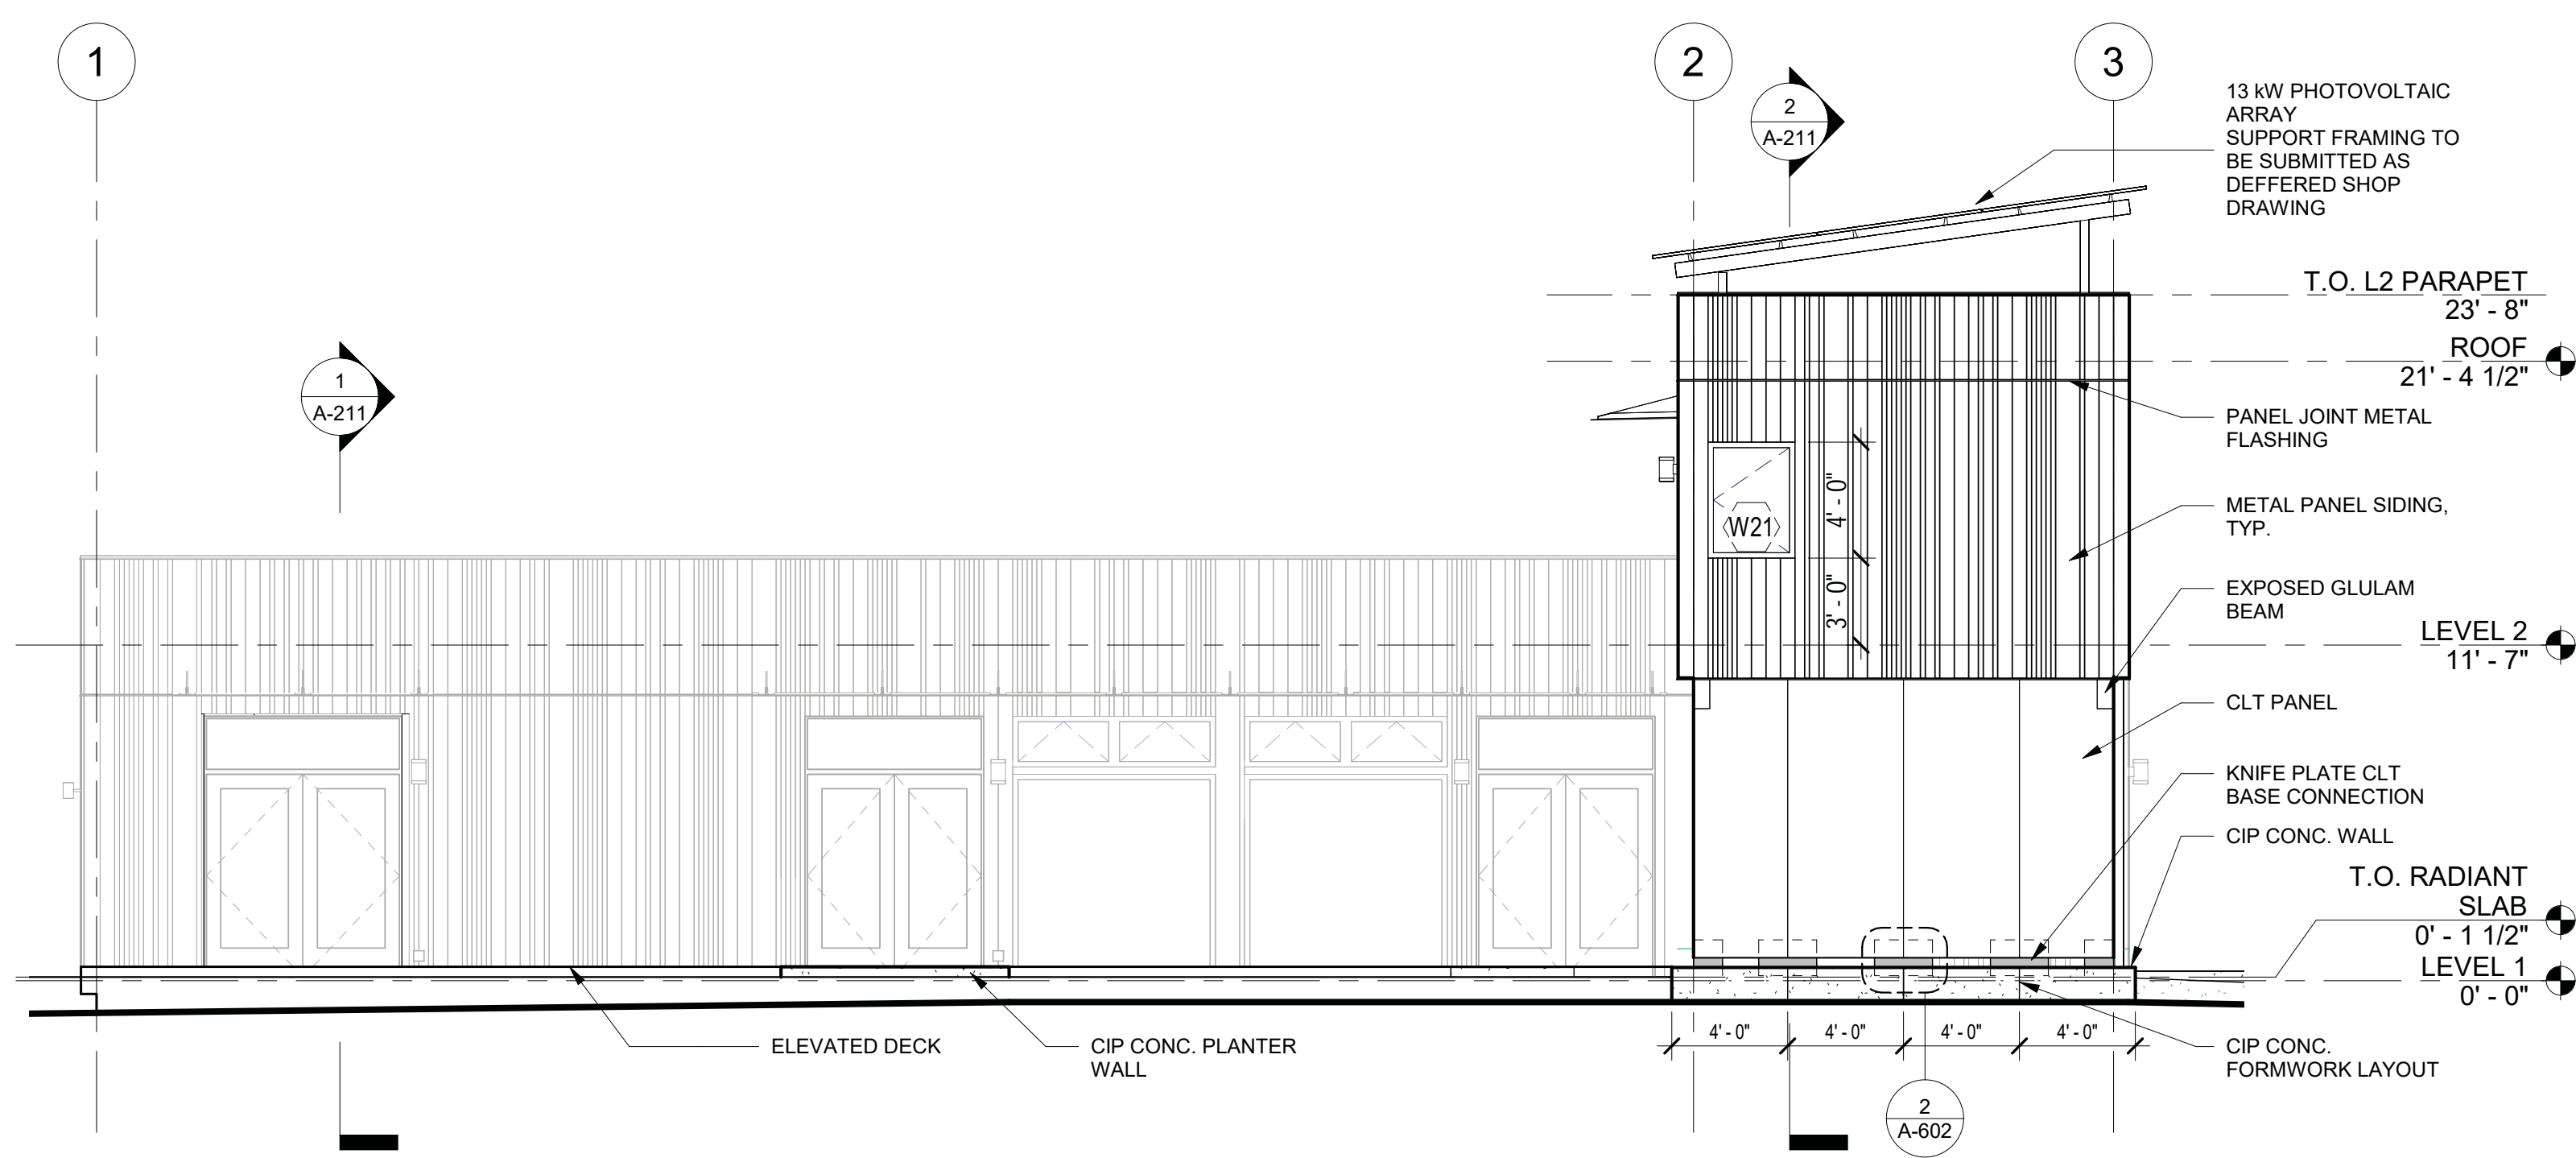 1
2
3
2
A-211
13 kW PHOTOVOLTAIC
ARRAY
SUPPORT FRAMING TO
BE SUBMITTED AS
DEFFERED SHOP
DRAWING
T.O. L2 PARAPET
23' - 8"
ROOF
21' - 4 1/2"
1
A-211
PANEL JOINT METAL
FLASHING
4' - 0"
W21
METAL PANEL SIDING,
TYP.
3' - 0"
EXPOSED GLULAM
BEAM
LEVEL 2
11' - 7"
CLT PANEL
KNIFE PLATE CLT
BASE CONNECTION
CIP CONC. WALL
T.O. RADIANT
SLAB
0' - 1 1/2"
LEVEL 1
0' - 0"
4' - 0"
4' - 0"
4' - 0"
4' - 0"
ELEVATED DECK
CIP CONC. PLANTER
WALL
CIP CONC.
FORMWORK LAYOUT
2
A-602